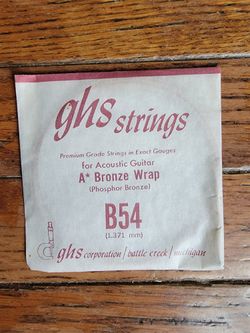 ghs strings
Premium Grade Strings in Exact Gauges
for Acoustic Guitar
A* Bronze Wrap
(Phosphor Bronze)
B54
(1.371 mm)
ghs corporation / battle creek / michigan